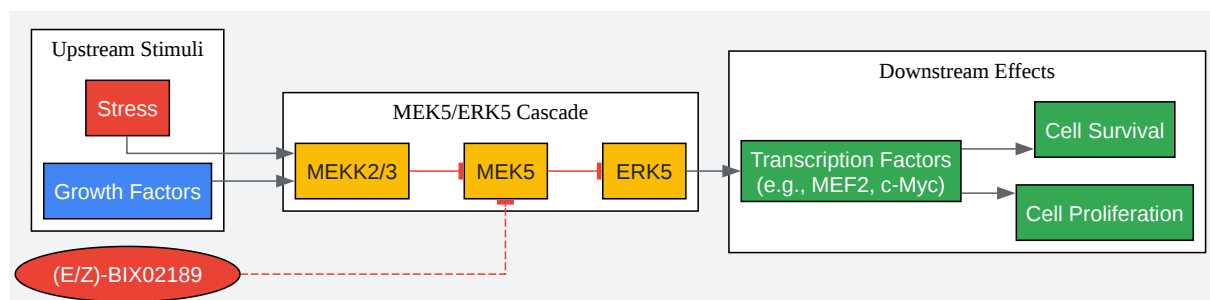 Upstream Stimuli
Stress
Growth Factors
(E/Z)-BIX02189
MEK5/ERK5 Cascade
MEKK2/3
MEK5
ERK5
Downstream Effects
Transcription Factors
(e.g., MEF2, c-Myc)
Cell Survival
Cell Proliferation